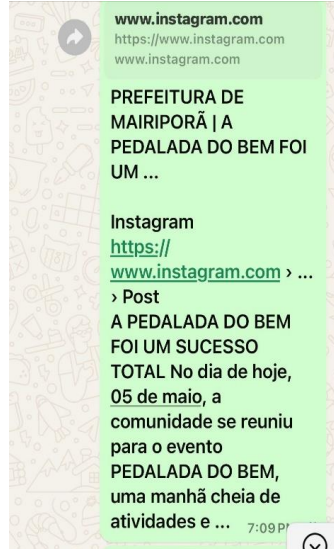 www.instagram.com
https://www.instagram.com
www.instagram.com
PREFEITURA DE
MAIRIPORÃ | A
PEDALADA DO BEM FOI
UM ...
Instagram
https://
www.instagram.com › ...
› Post
A PEDALADA DO BEM
FOI UM SUCESSO
TOTAL No dia de hoje,
05 de maio, a
comunidade se reuniu
para o evento
PEDALADA DO BEM,
uma manhã cheia de
atividades e ...
7:09